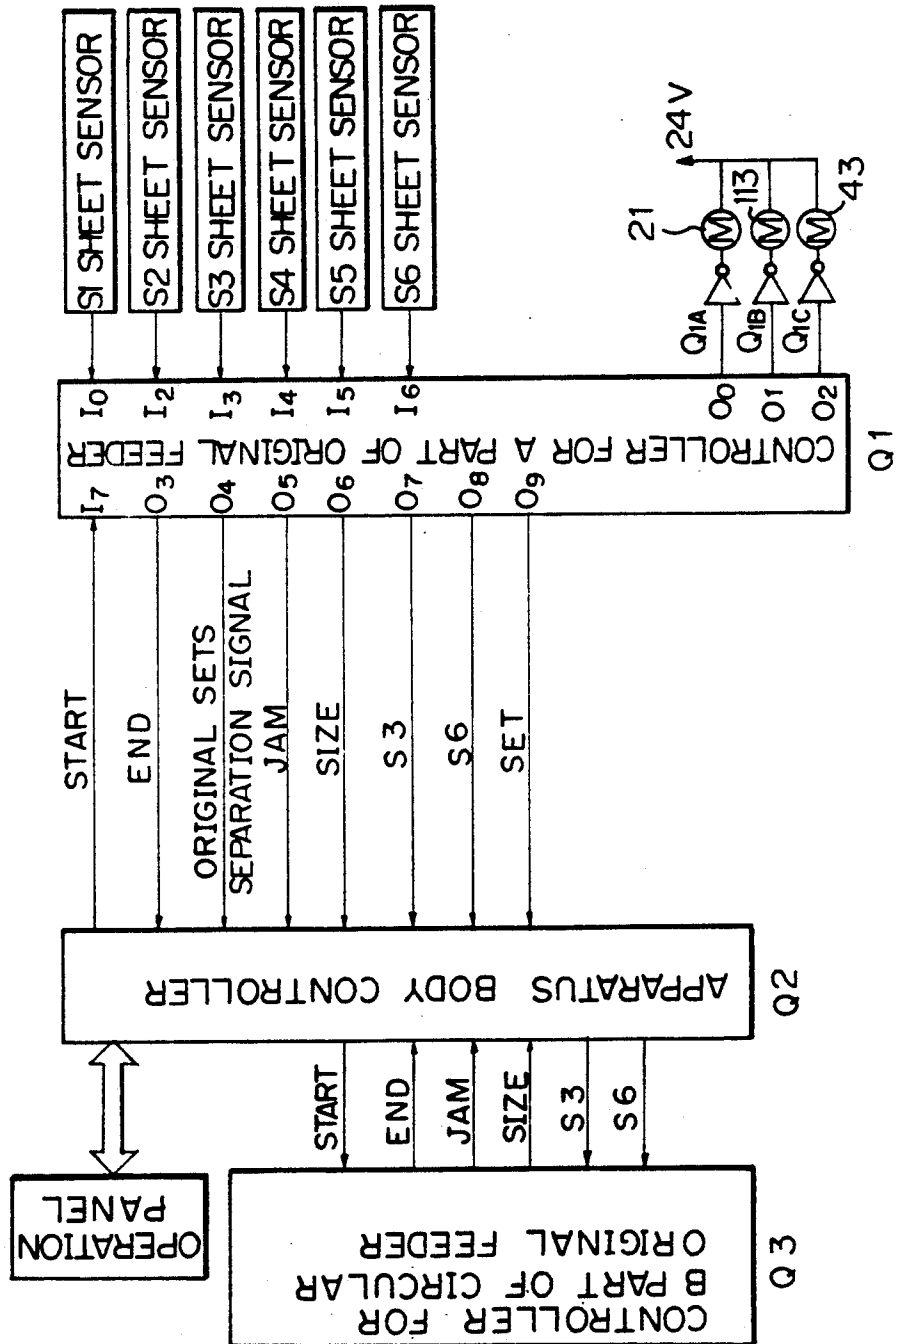 OPERATION
PANEL
CONTROLLER FOR
B PART OF CIRCULAR
ORIGINAL FEEDER
Q3
START
END
JAM
SIZE
S3
S6
APPARATUS BODY CONTROLLER
Q2
START
END
ORIGINAL SETS
SEPARATION SIGNAL
JAM
SIZE
S3
S6
SET
CONTROLLER FOR A PART OF ORIGINAL FEEDER
Q1
I7
O3
O4
O5
O6
O7
O8
O9
I0
I2
I3
I4
I5
I6
O0
O1
O2
S1 SHEET SENSOR
S2 SHEET SENSOR
S3 SHEET SENSOR
S4 SHEET SENSOR
S5 SHEET SENSOR
S6 SHEET SENSOR
Q1A
Q1B
Q1C
M
M
M
21
113
43
24V